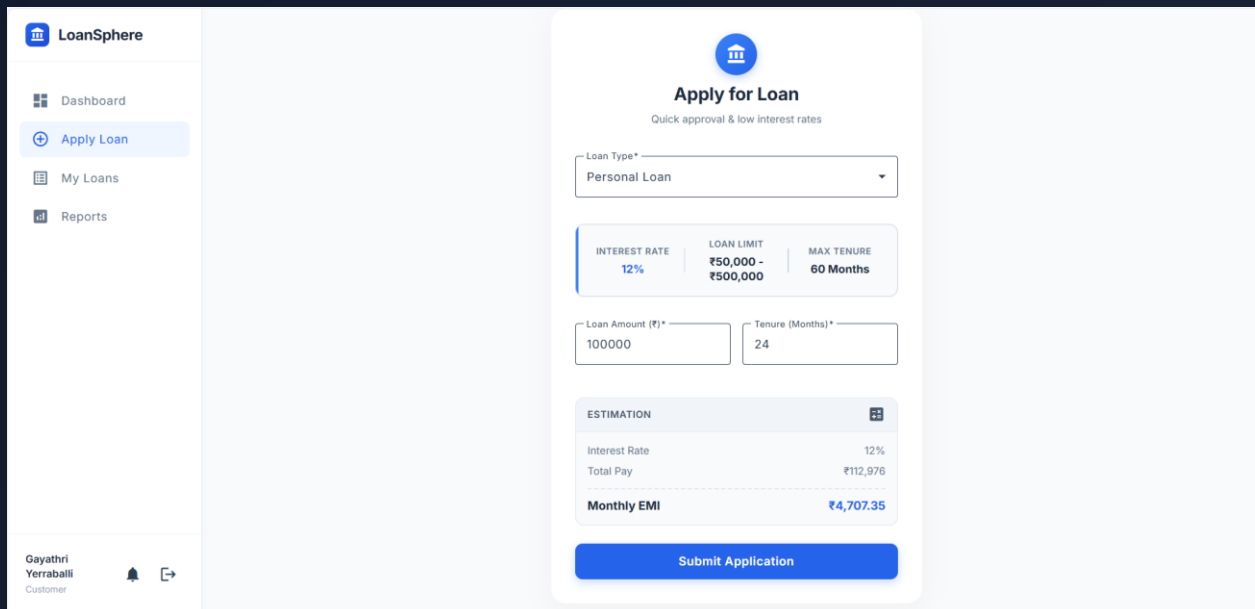 LoanSphere
Dashboard
Apply Loan
My Loans
Reports
Gayathri
Yerraballi
Customer
Apply for Loan
Quick approval & low interest rates
Loan Type*
Personal Loan
INTEREST RATE
12%
LOAN LIMIT
₹50,000 -
₹500,000
MAX TENURE
60 Months
Loan Amount (₹)*
100000
Tenure (Months)*
24
ESTIMATION
Interest Rate 12%
Total Pay ₹112,976
Monthly EMI ₹4,707.35
Submit Application